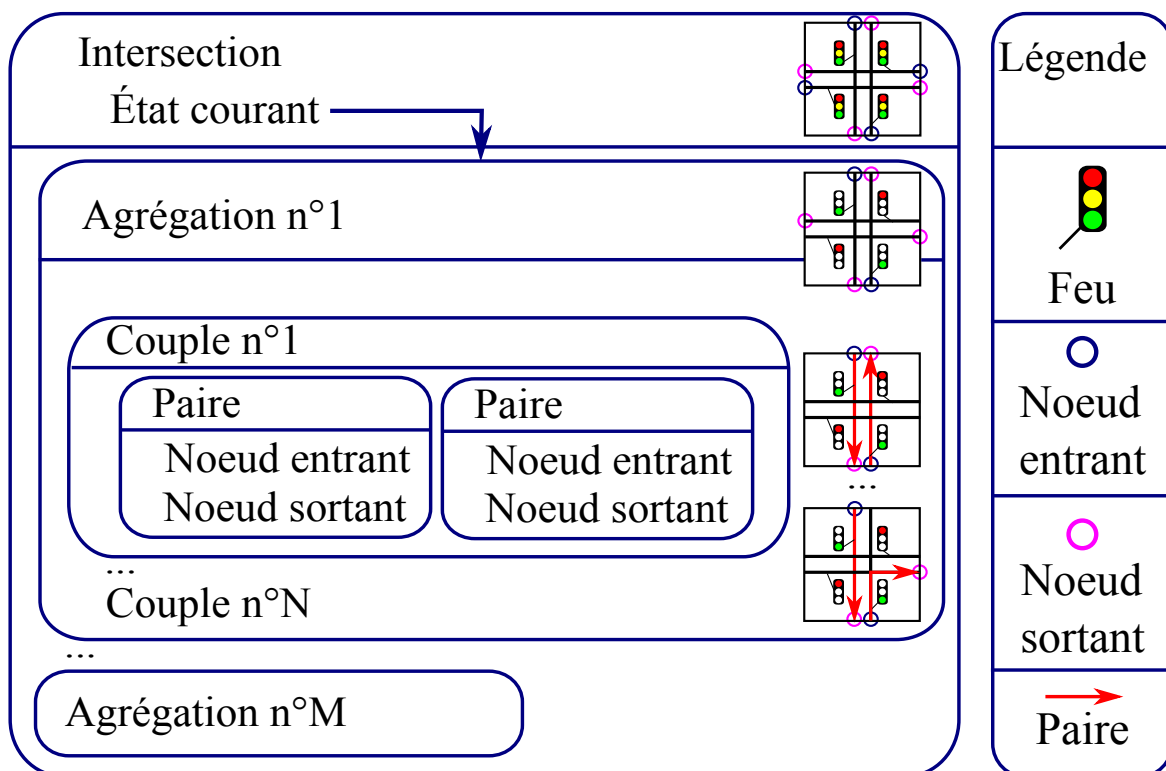 Intersection
État courant
Agrégation n°1
Couple n°1
Paire
Noeud entrant
Noeud sortant
Paire
Noeud entrant
Noeud sortant
...
Couple n°N
...
...
Agrégation n°M
Légende
Feu
Noeud
entrant
Noeud
sortant
Paire